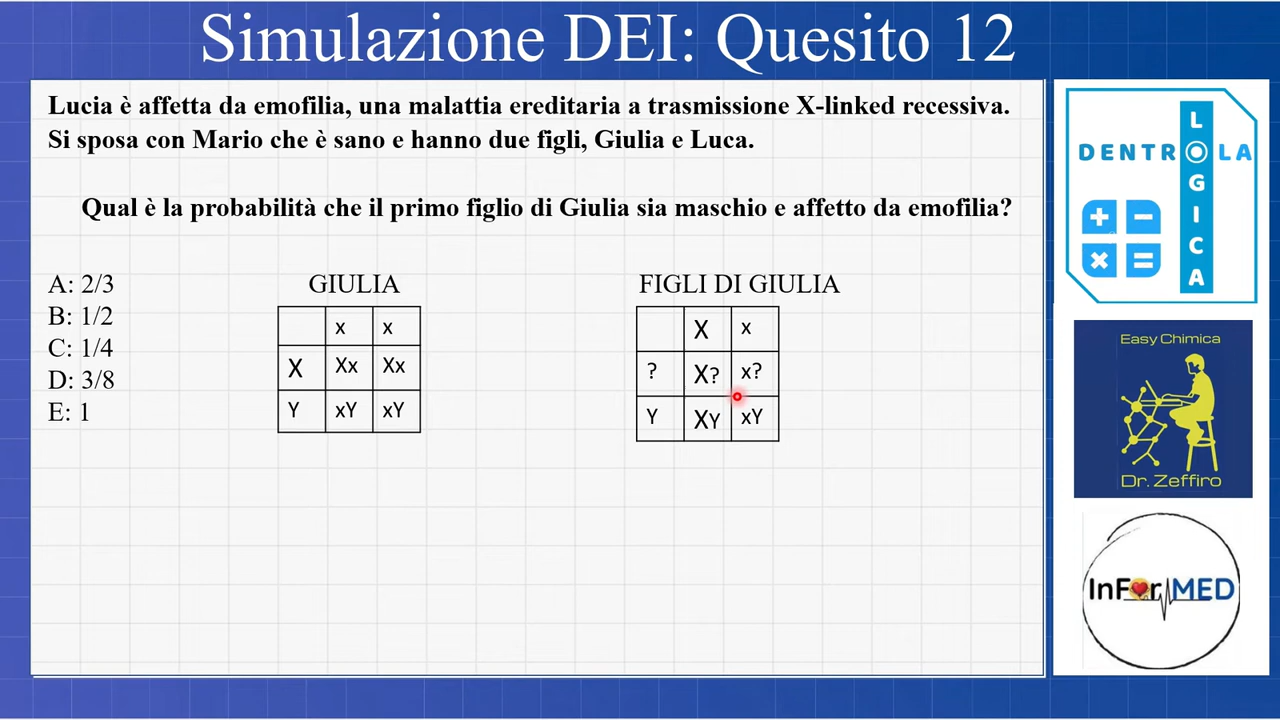 Simulazione DEI: Quesito 12
Lucia è affetta da emofilia, una malattia ereditaria a trasmissione X-linked recessiva.
Si sposa con Mario che è sano e hanno due figli, Giulia e Luca.
Qual è la probabilità che il primo figlio di Giulia sia maschio e affetto da emofilia?
A: 2/3
B: 1/2
C: 1/4
D: 3/8
E: 1
GIULIA
x x
X Xx Xx
Y xY xY
FIGLI DI GIULIA
X x
? X? x?
Y XY xY
DENTRO LA
LOGICA
Easy Chimica
Dr. Zeffiro
InForMED